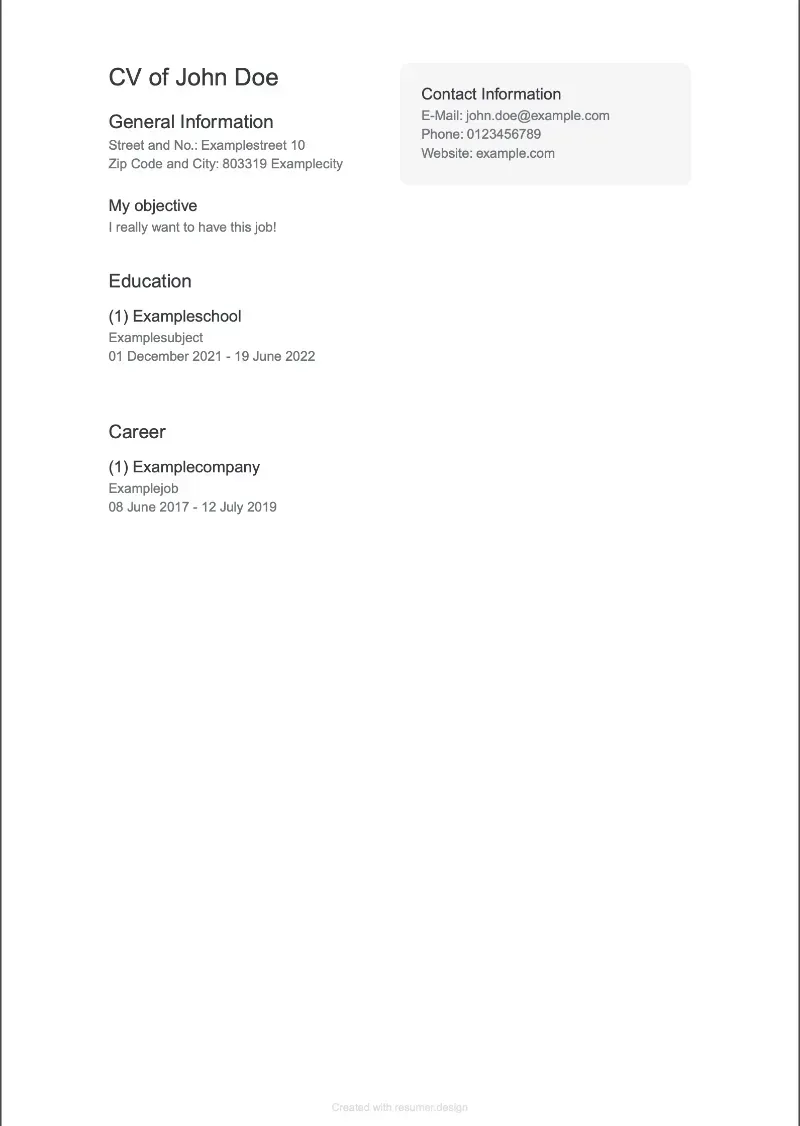 CV of John Doe
General Information
Street and No.: Examplestreet 10
Zip Code and City: 803319 Examplecity
My objective
I really want to have this job!
Education
(1) Exampleschool
Examplesubject
01 December 2021 - 19 June 2022
Career
(1) Examplecompany
Examplejob
08 June 2017 - 12 July 2019
Contact Information
E-Mail: john.doe@example.com
Phone: 0123456789
Website: example.com
Created with resumer.design